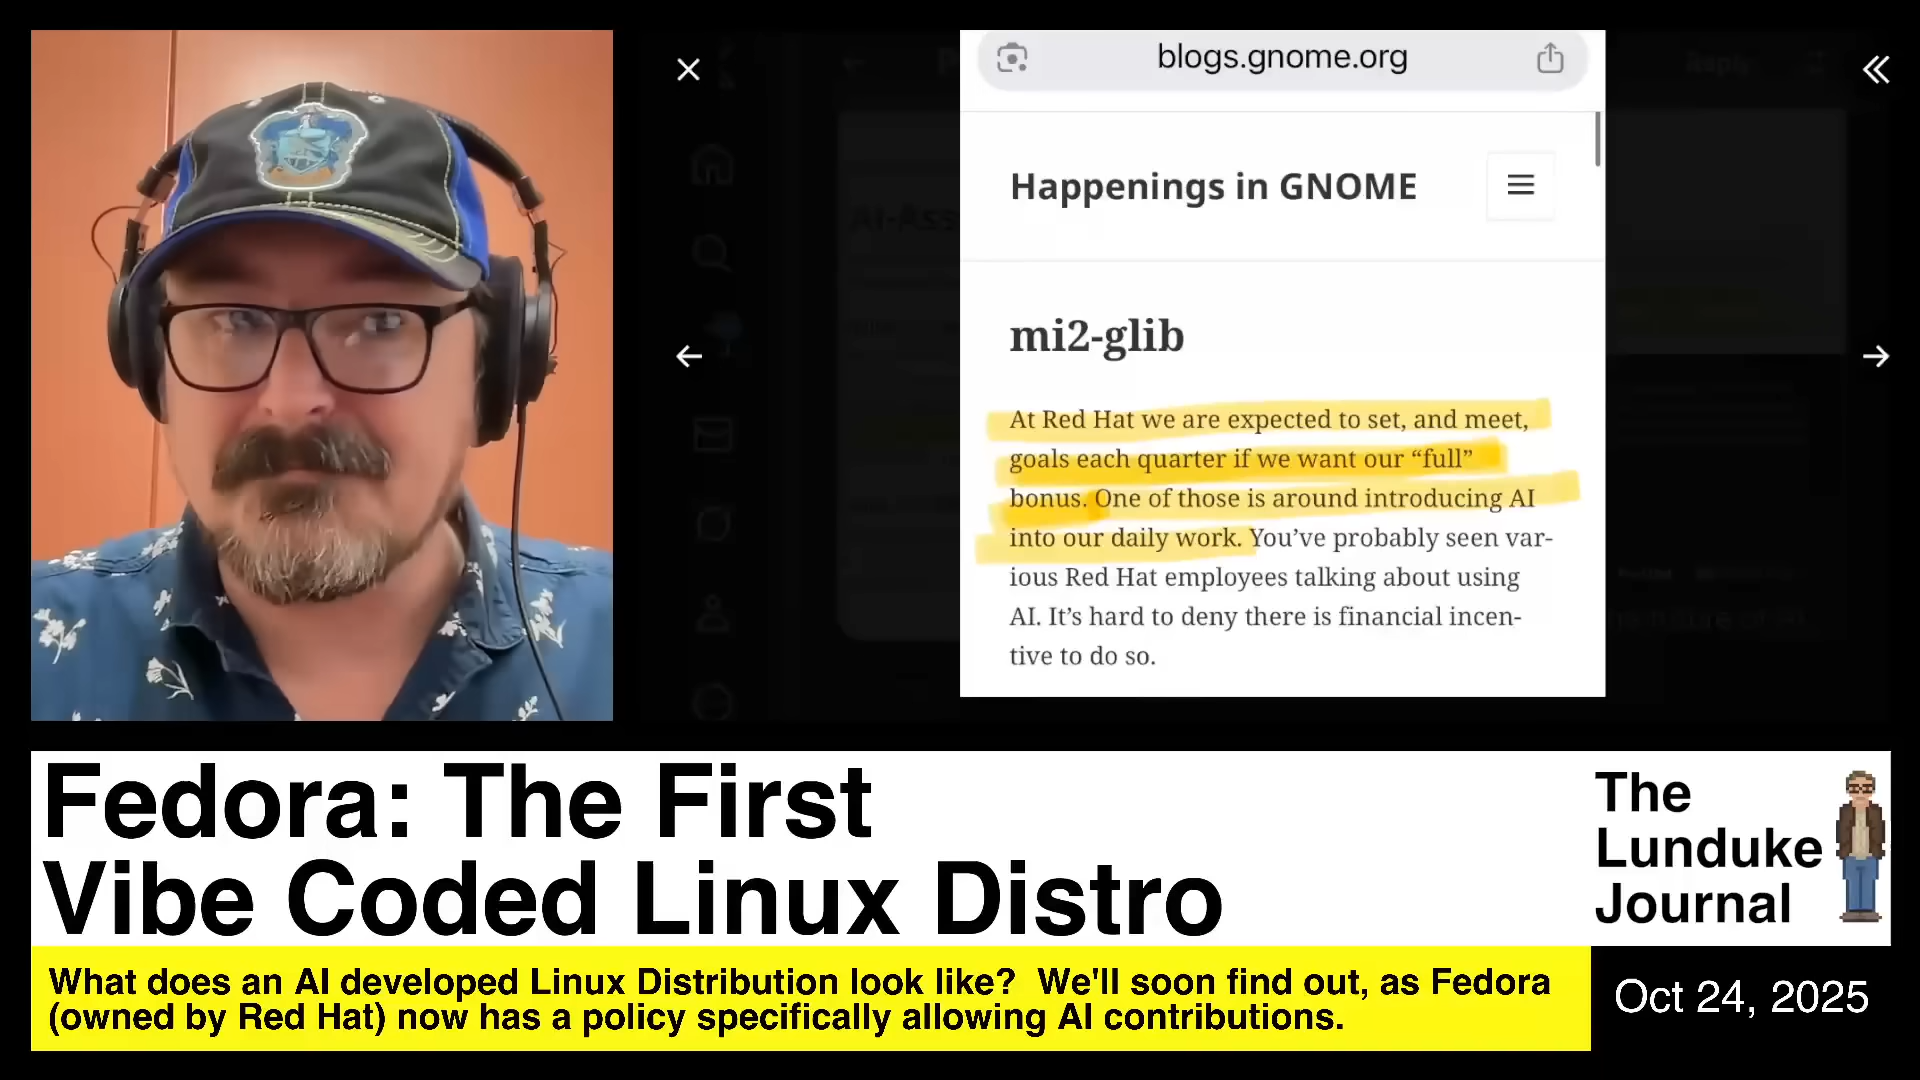 blogs.gnome.org
Happenings in GNOME
mi2-glib
At Red Hat we are expected to set, and meet,
goals each quarter if we want our “full”
bonus. One of those is around introducing AI
into our daily work. You’ve probably seen var-
ious Red Hat employees talking about using
AI. It’s hard to deny there is financial incen-
tive to do so.
Fedora: The First
Vibe Coded Linux Distro
The
Lunduke
Journal
What does an AI developed Linux Distribution look like?  We'll soon find out, as Fedora
(owned by Red Hat) now has a policy specifically allowing AI contributions.
Oct 24, 2025